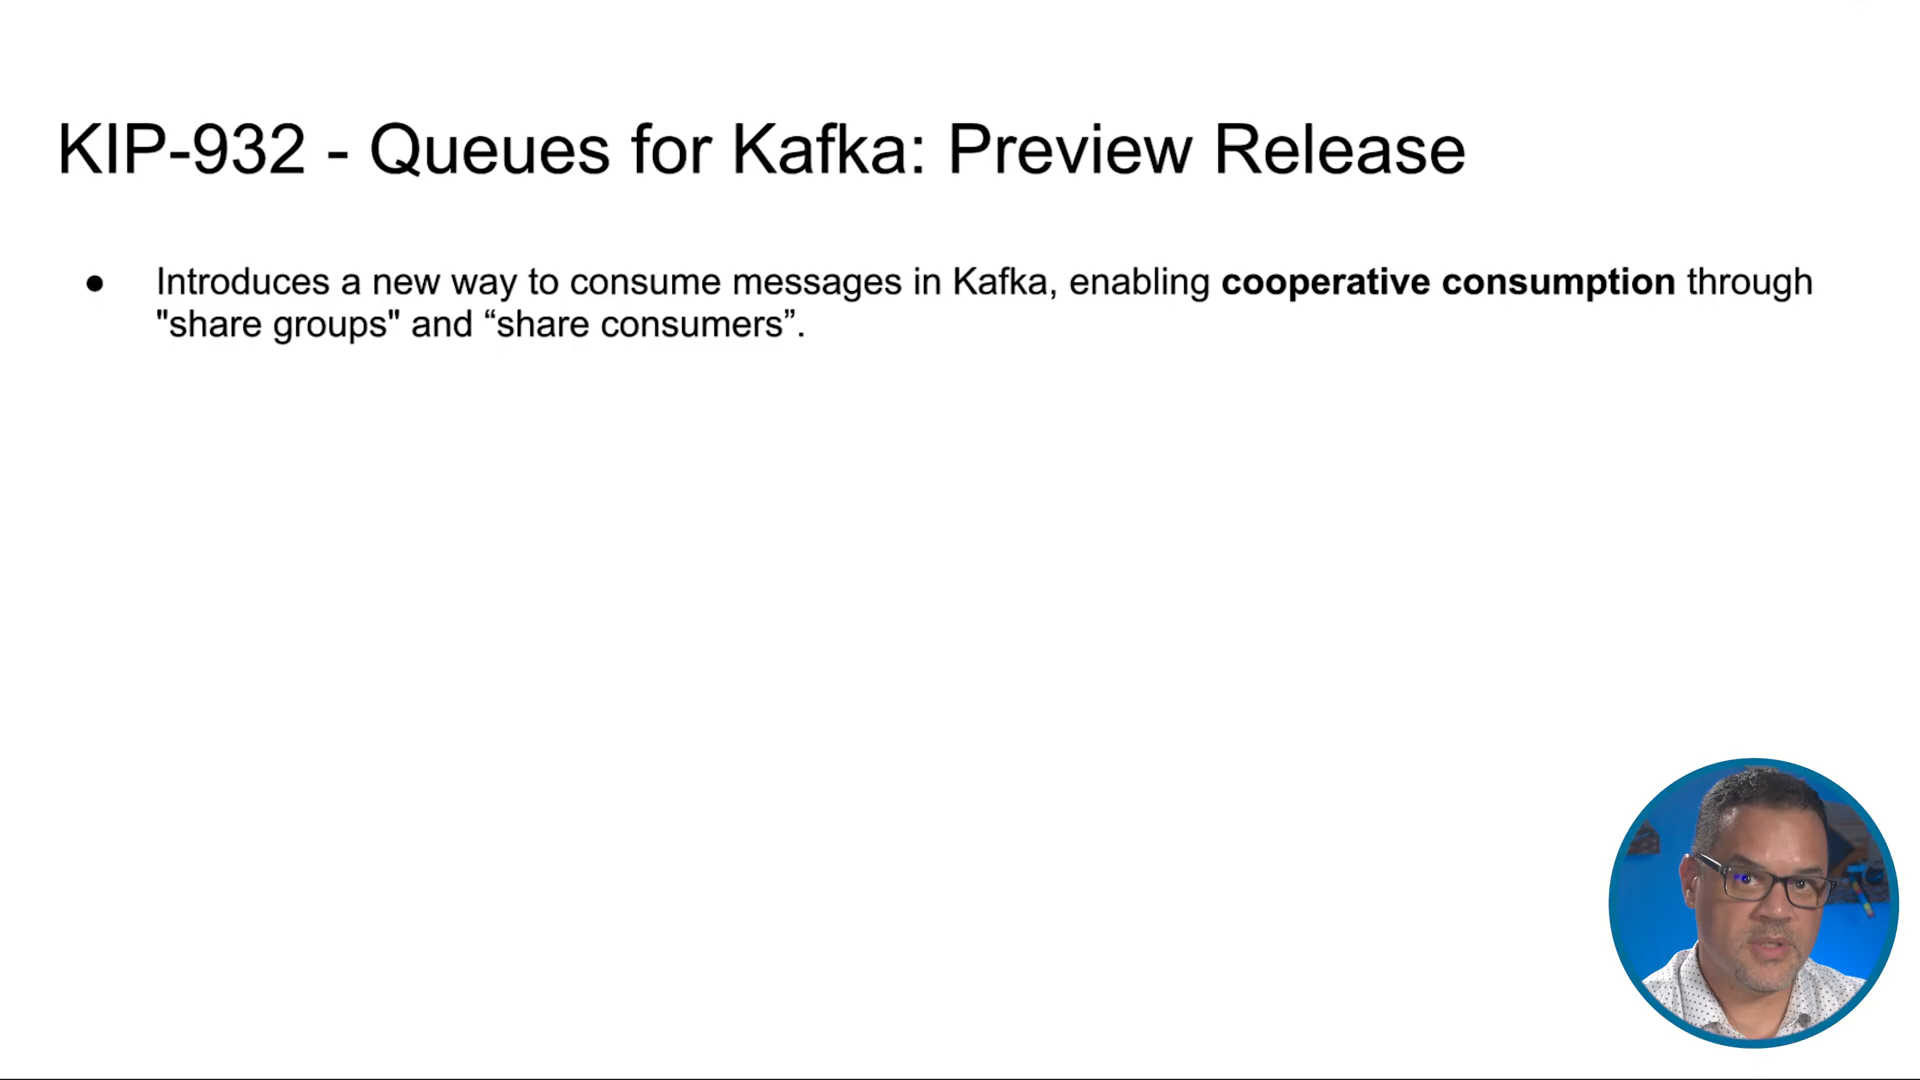 KIP-932 - Queues for Kafka: Preview Release
● Introduces a new way to consume messages in Kafka, enabling cooperative consumption through
"share groups" and “share consumers”.